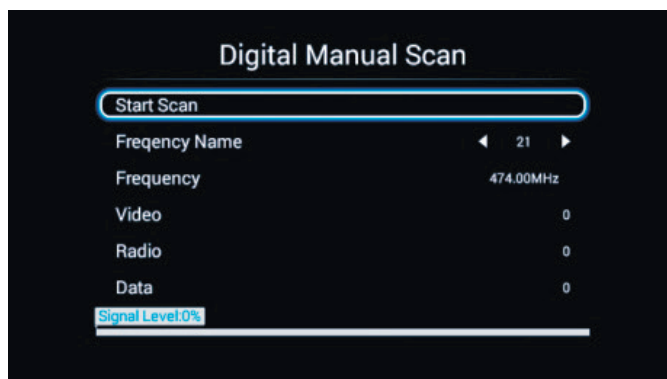 Digital Manual Scan
Start Scan
Freqency Name 21
Frequency 474.00MHz
Video 0
Radio 0
Data 0
Signal Level:0%